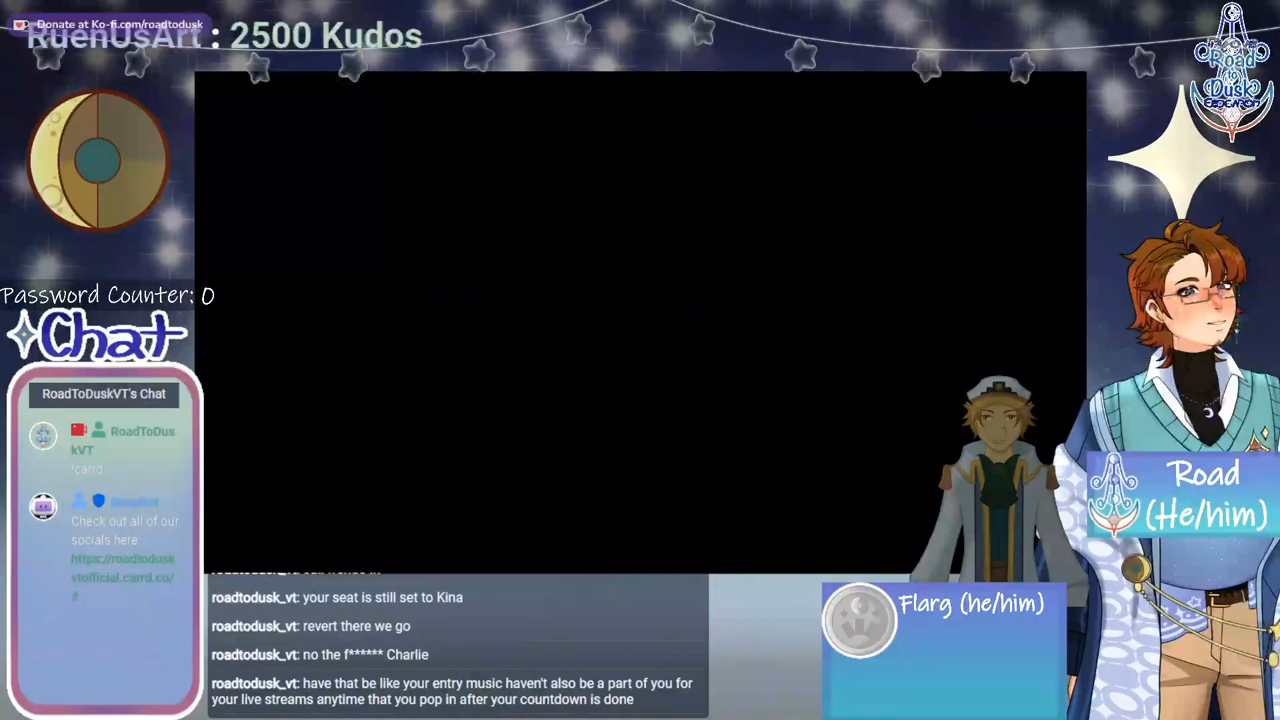 Donate at Ko-fi.com/roadtodusk
RuenUsArt : 2500 Kudos
Road
to
Dusk
Password Counter: 0
Chat
RoadToDuskVT's Chat
RoadToDus
kVT
!carrd
Check out all of our
socials here:
https://roadtodusk
vtofficial.carrd.co/
#
roadtodusk_vt: your seat is still set to Kina
roadtodusk_vt: revert there we go
roadtodusk_vt: no the f****** Charlie
roadtodusk_vt: have that be like your entry music haven't also be a part of you for
your live streams anytime that you pop in after your countdown is done
Flarg (he/him)
Road
(He/him)